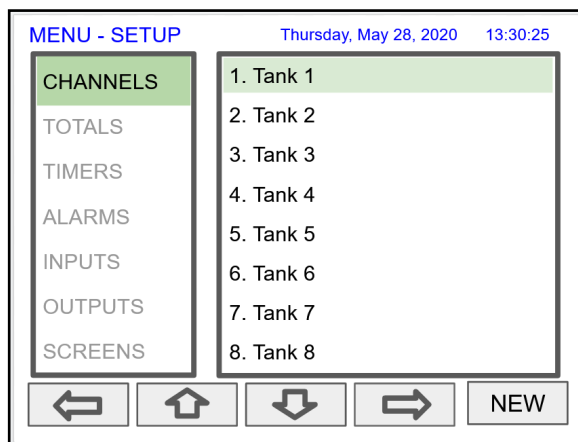 MENU - SETUP
Thursday, May 28, 2020 13:30:25
CHANNELS
TOTALS
TIMERS
ALARMS
INPUTS
OUTPUTS
SCREENS
1. Tank 1
2. Tank 2
3. Tank 3
4. Tank 4
5. Tank 5
6. Tank 6
7. Tank 7
8. Tank 8
NEW